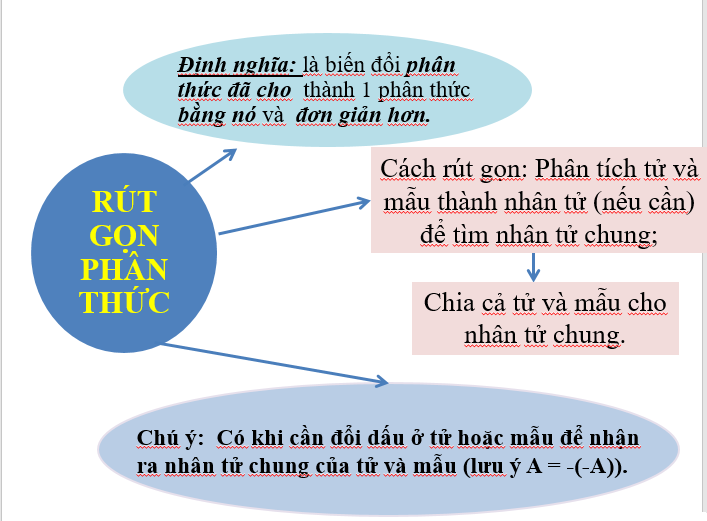 Định nghĩa: là biến đổi phân
thức đã cho thành 1 phân thức
bằng nó và đơn giản hơn.
RÚT
GỌN
PHÂN
THỨC
Cách rút gọn: Phân tích tử và
mẫu thành nhân tử (nếu cần)
để tìm nhân tử chung;
Chia cả tử và mẫu cho
nhân tử chung.
Chú ý: Có khi cần đổi dấu ở tử hoặc mẫu để nhận
ra nhân tử chung của tử và mẫu (lưu ý A = -(-A)).